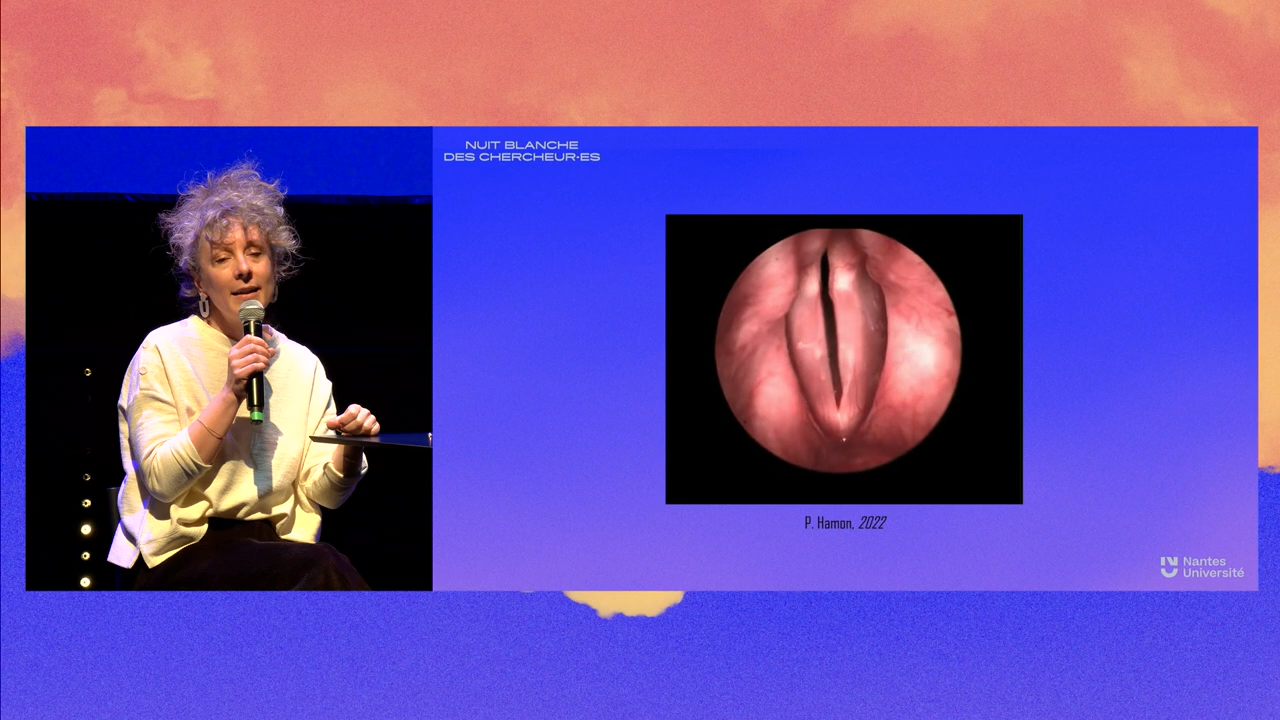 NUIT BLANCHE
DES CHERCHEUR·ES
P. Hamon, 2022
Nantes
Université